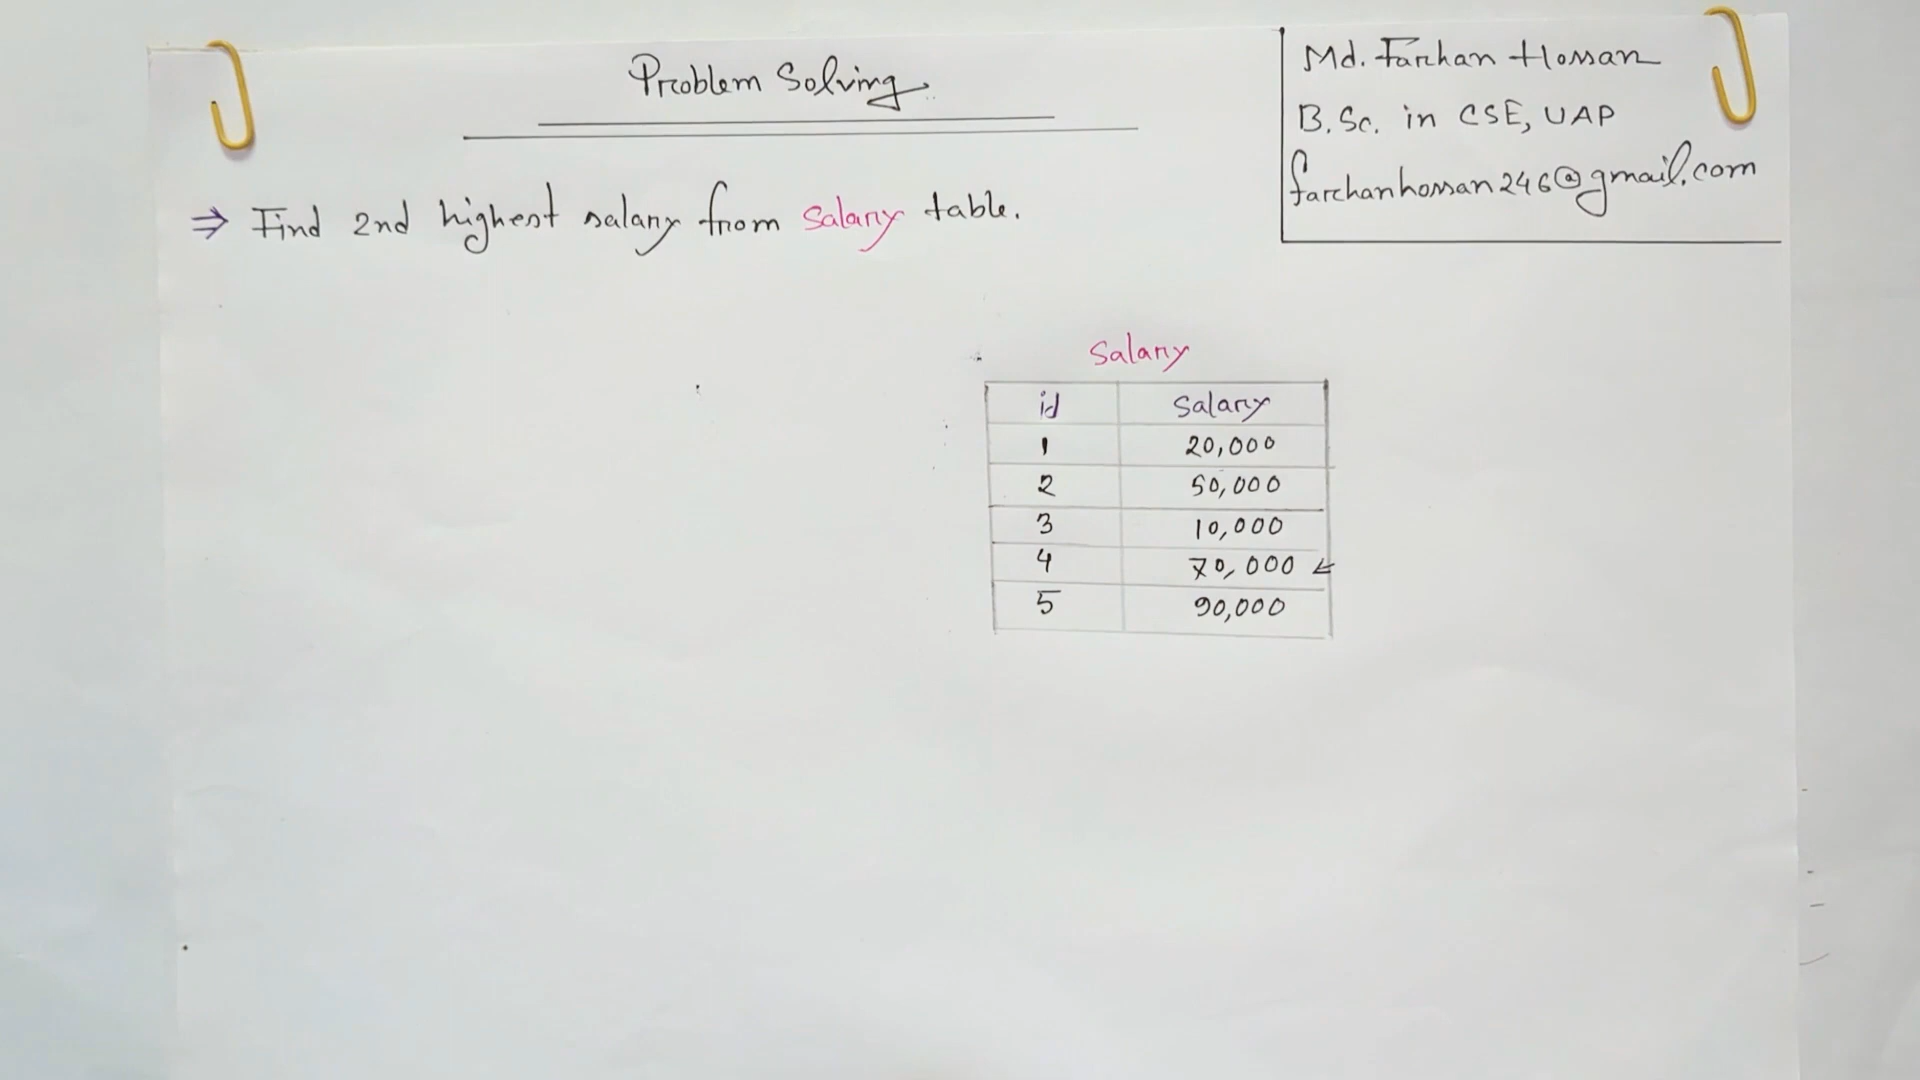 Problem Solving
Md. Farhan Hossan
B.Sc. in CSE, UAP
farhanhossan246@gmail.com
⇒ Find 2nd highest salary from Salary table.
Salary
id Salary
1 20,000
2 50,000
3 10,000
4 70,000 ←
5 90,000